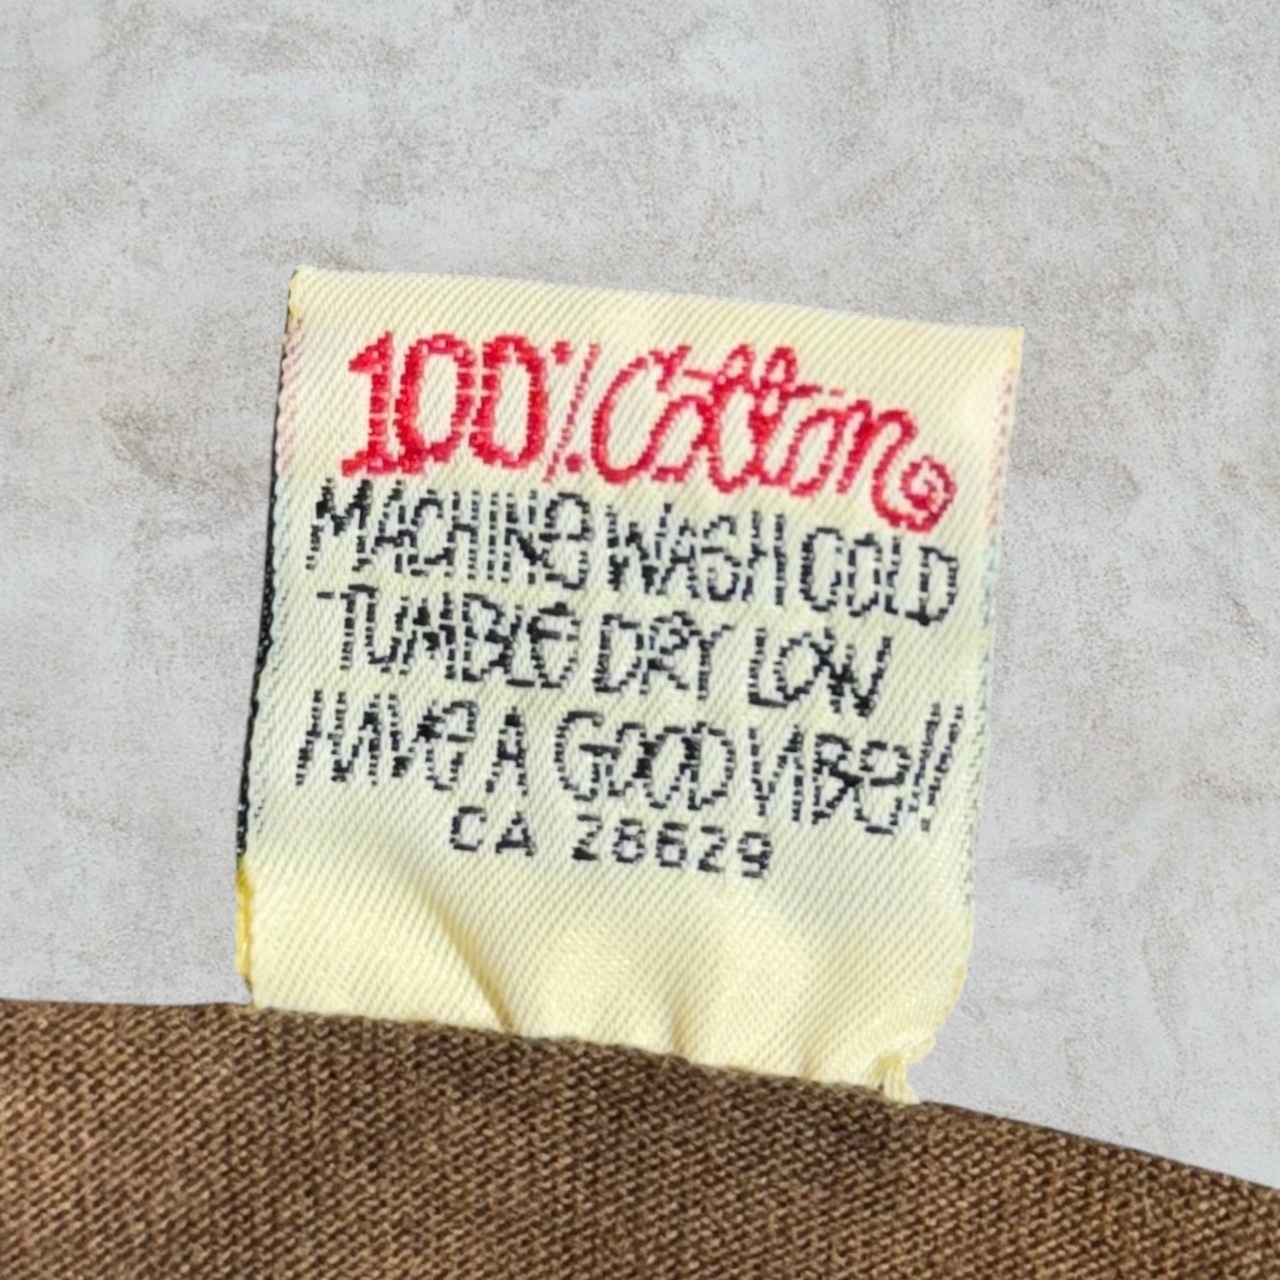 100% Cotton
MACHINE WASH COLD
TUMBLE DRY LOW
HAVE A GOOD VIBE!!
CA 28629